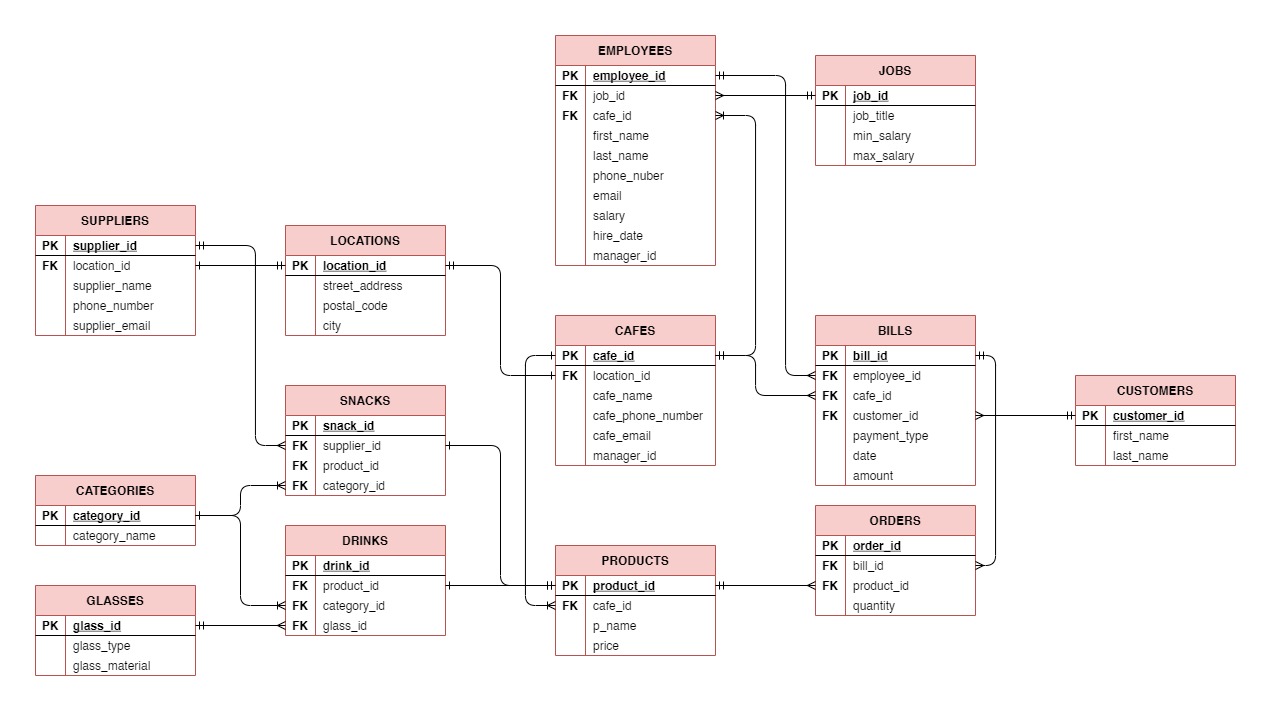 EMPLOYEES
PK employee_id
FK job_id
FK cafe_id
first_name
last_name
phone_nuber
email
salary
hire_date
manager_id
JOBS
PK job_id
job_title
min_salary
max_salary
SUPPLIERS
PK supplier_id
FK location_id
supplier_name
phone_number
supplier_email
LOCATIONS
PK location_id
street_address
postal_code
city
CAFES
PK cafe_id
FK location_id
cafe_name
cafe_phone_number
cafe_email
manager_id
BILLS
PK bill_id
FK employee_id
FK cafe_id
FK customer_id
payment_type
date
amount
CUSTOMERS
PK customer_id
first_name
last_name
SNACKS
PK snack_id
FK supplier_id
FK product_id
FK category_id
CATEGORIES
PK category_id
category_name
DRINKS
PK drink_id
FK product_id
FK category_id
FK glass_id
GLASSES
PK glass_id
glass_type
glass_material
PRODUCTS
PK product_id
FK cafe_id
p_name
price
ORDERS
PK order_id
FK bill_id
FK product_id
quantity